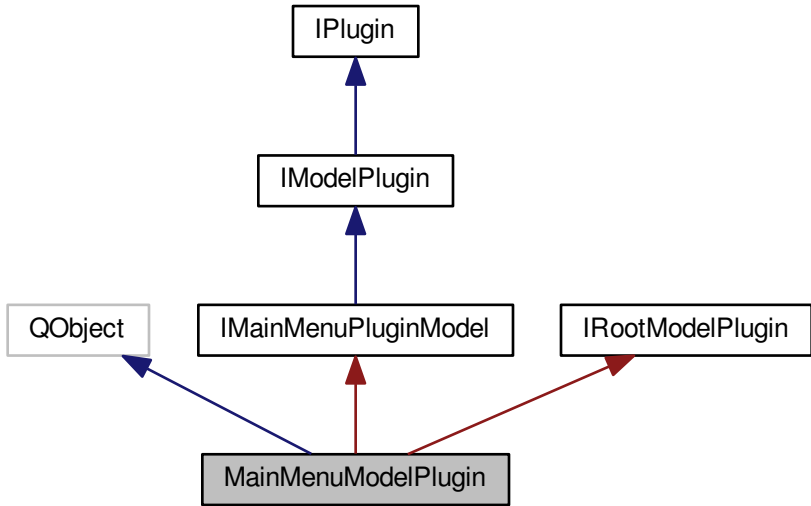 IPlugin
IModelPlugin
QObject
IMainMenuPluginModel
IRootModelPlugin
MainMenuModelPlugin